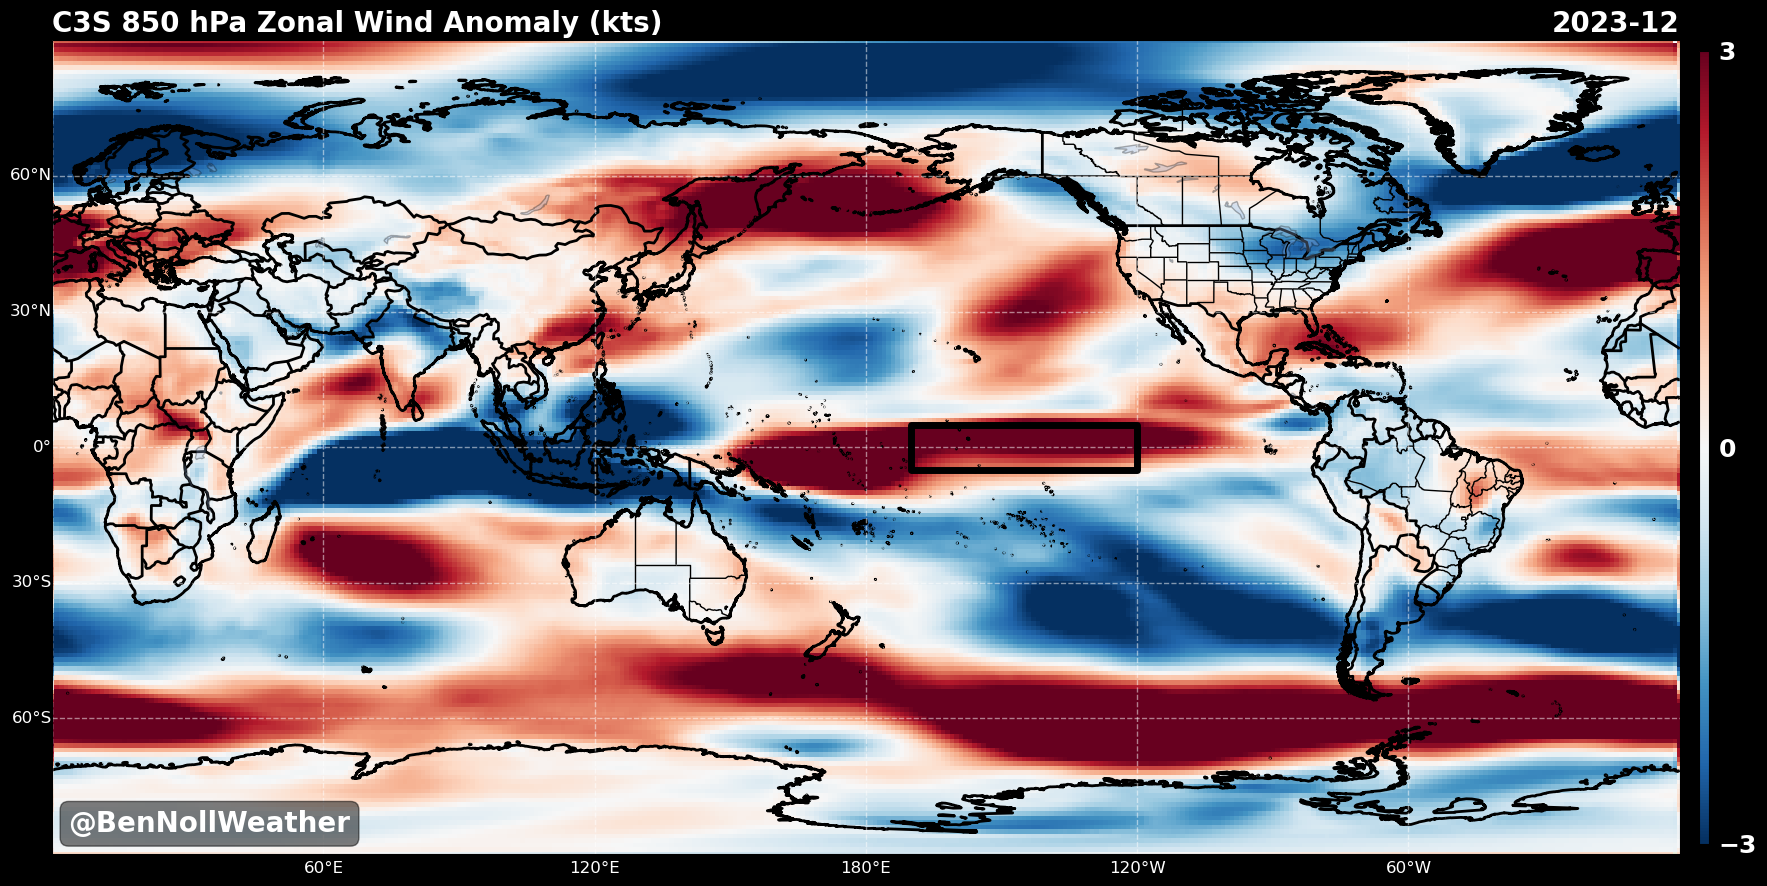 C3S 850 hPa Zonal Wind Anomaly (kts)
2023-12
3
60°N
30°N
0°
0
30°S
60°S
@BenNollWeather
−3
60°E
120°E
180°E
120°W
60°W